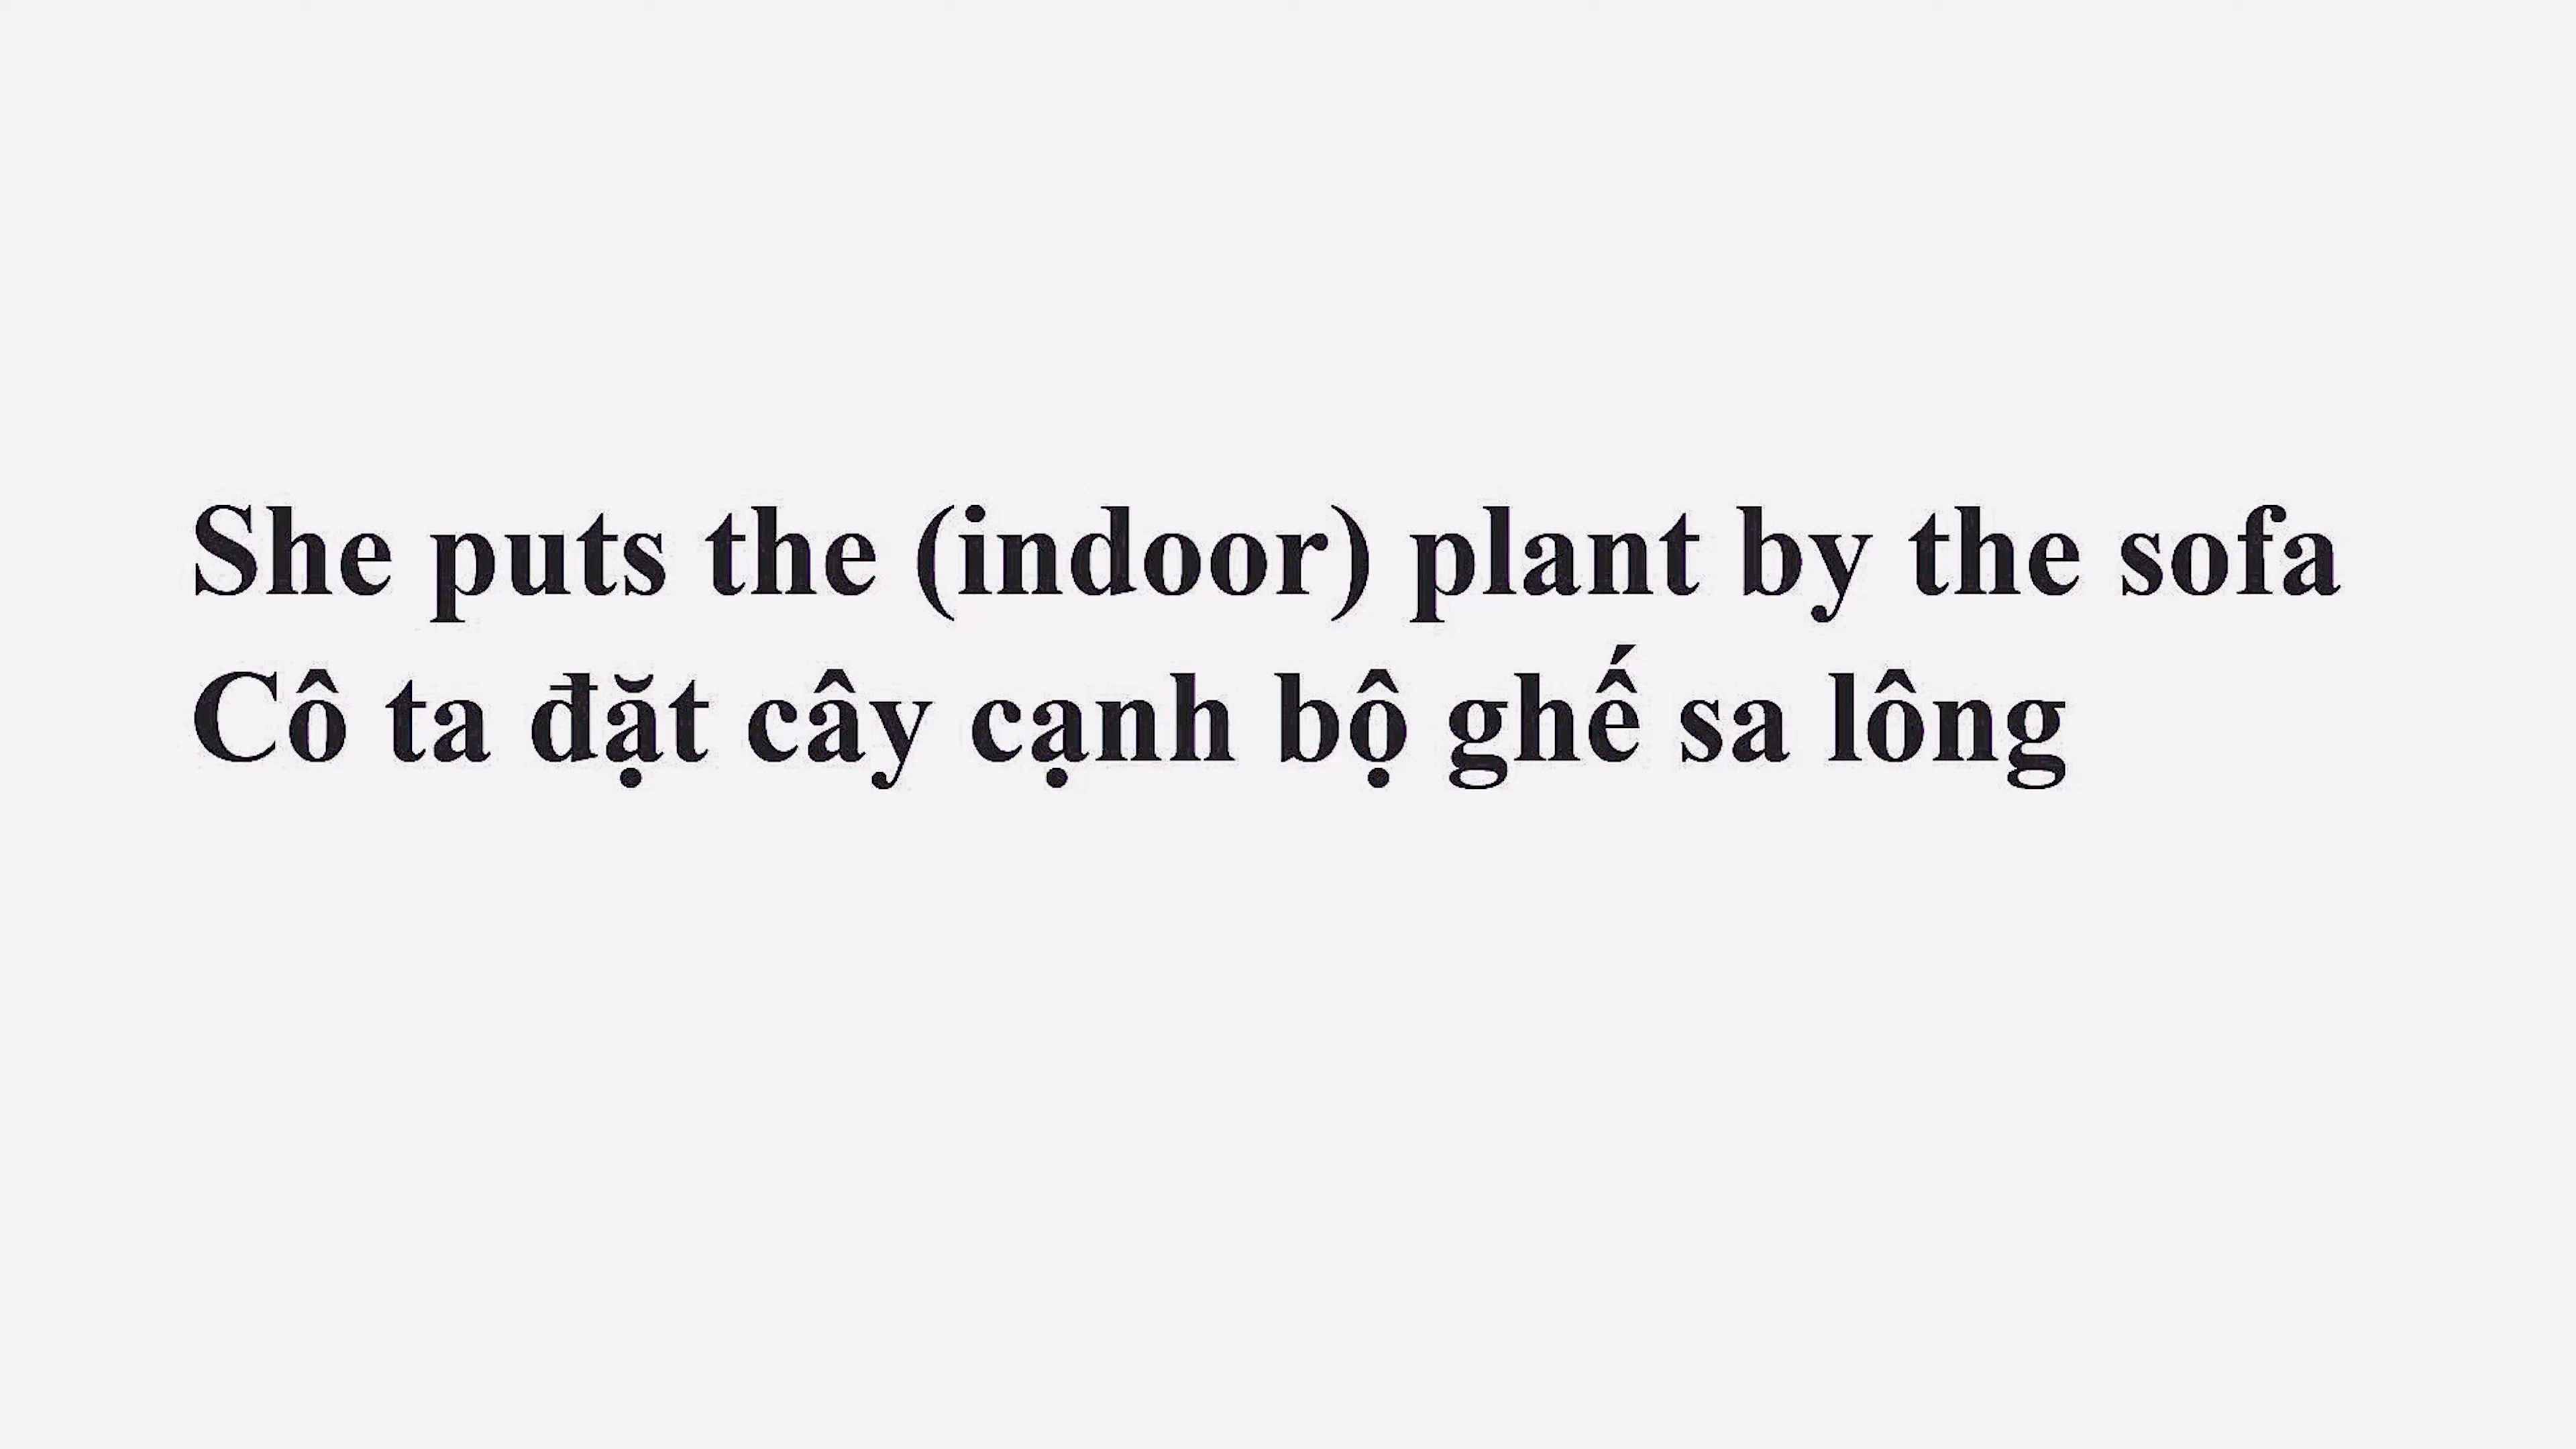 She puts the (indoor) plant by the sofa
Cô ta đặt cây cạnh bộ ghế sa lông